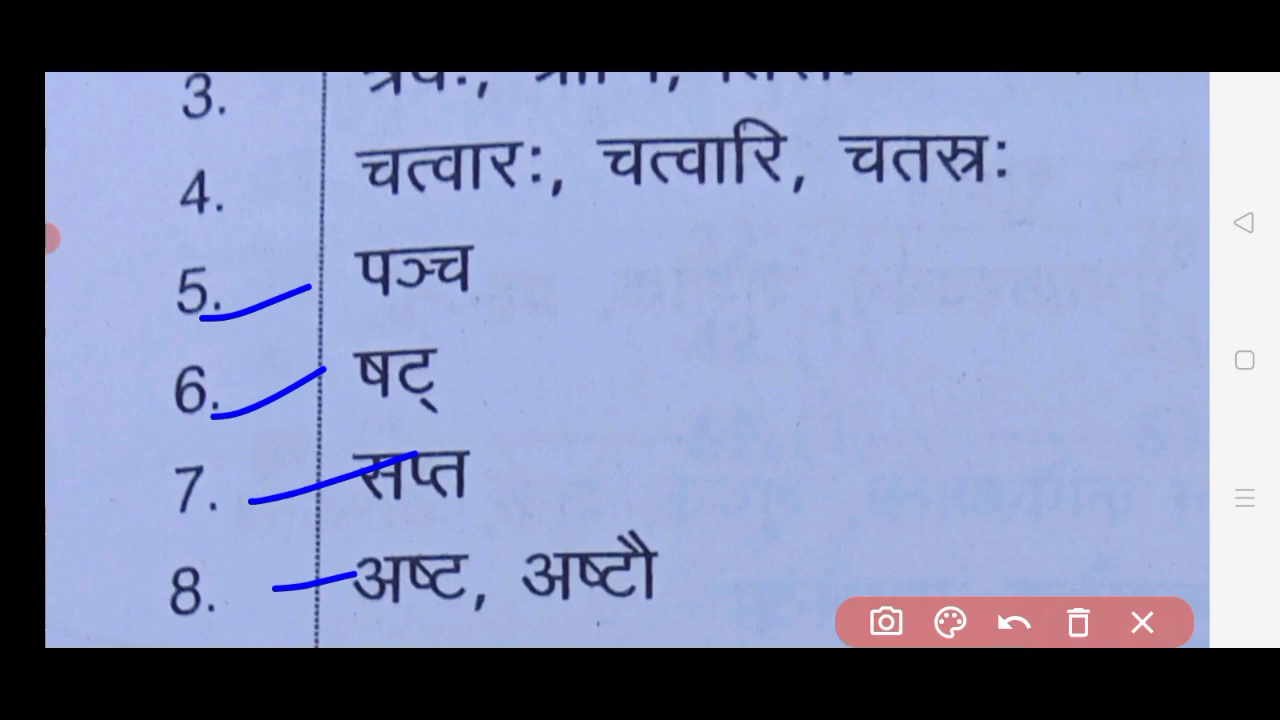 3.
4. चत्वारः, चत्वारि, चतस्रः
5. पञ्च
6. षट्
7. सप्त
8. अष्ट, अष्टौ